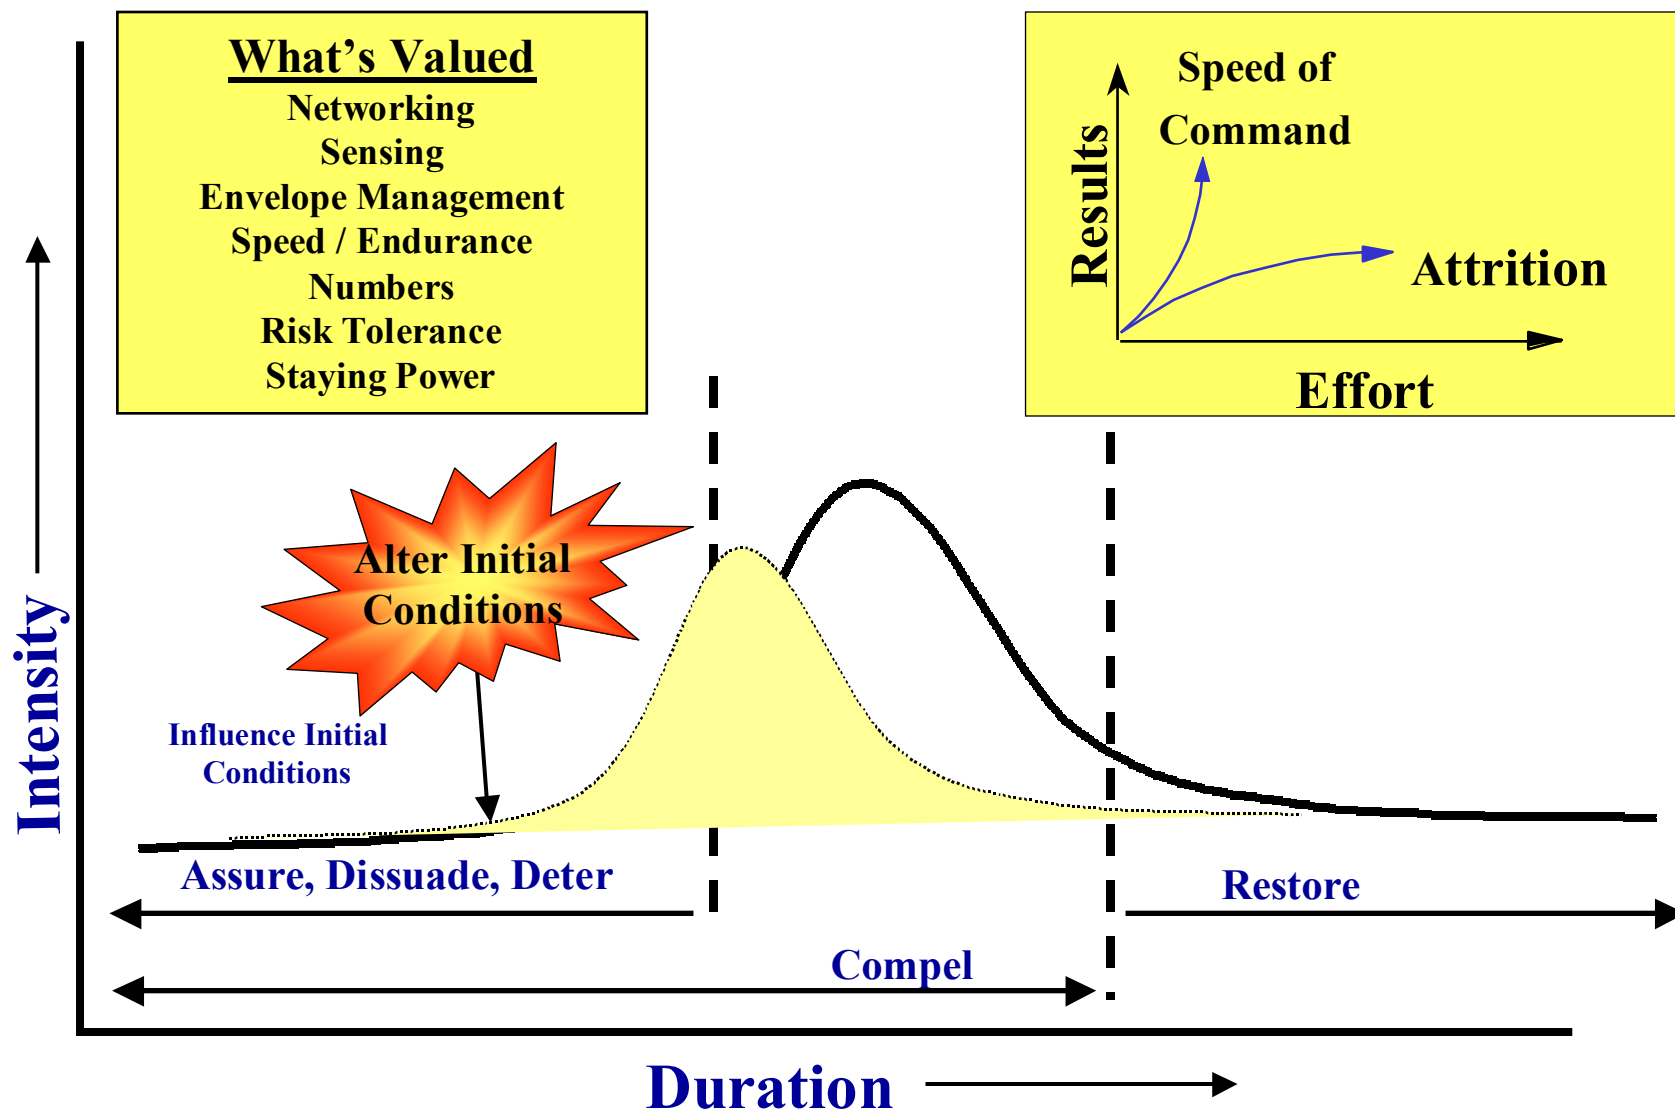 What's Valued
Networking
Sensing
Envelope Management
Speed / Endurance
Numbers
Risk Tolerance
Staying Power
Speed of
Command
Results
Attrition
Effort
Alter Initial
Conditions
Influence Initial
Conditions
Intensity
Assure, Dissuade, Deter
Restore
Compel
Duration